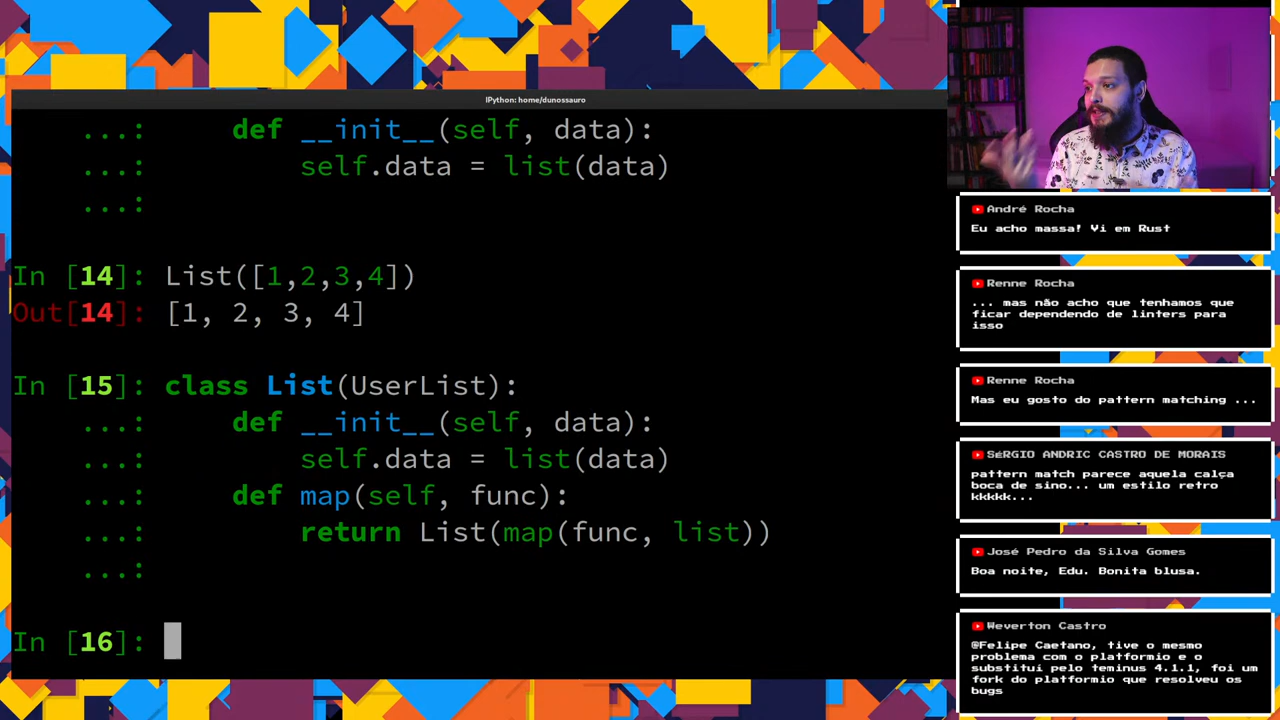 IPython: home/dunossauro
...:     def __init__(self, data):
...:         self.data = list(data)
...:
In [14]: List([1,2,3,4])
Out[14]: [1, 2, 3, 4]
In [15]: class List(UserList):
...:     def __init__(self, data):
...:         self.data = list(data)
...:     def map(self, func):
...:         return List(map(func, list))
...:
In [16]:
André Rocha
Eu acho massa! Vi em Rust
Renne Rocha
... mas não acho que tenhamos que
ficar dependendo de linters para
isso
Renne Rocha
Mas eu gosto do pattern matching ...
SéRGIO ANDRIC CASTRO DE MORAIS
pattern match parece aquela calça
boca de sino... um estilo retro
kkkkk...
José Pedro da Silva Gomes
Boa noite, Edu. Bonita blusa.
Weverton Castro
@Felipe Caetano, tive o mesmo
problema com o platformio e o
substitui pelo teminus 4.1.1, foi um
fork do platformio que resolveu os
bugs